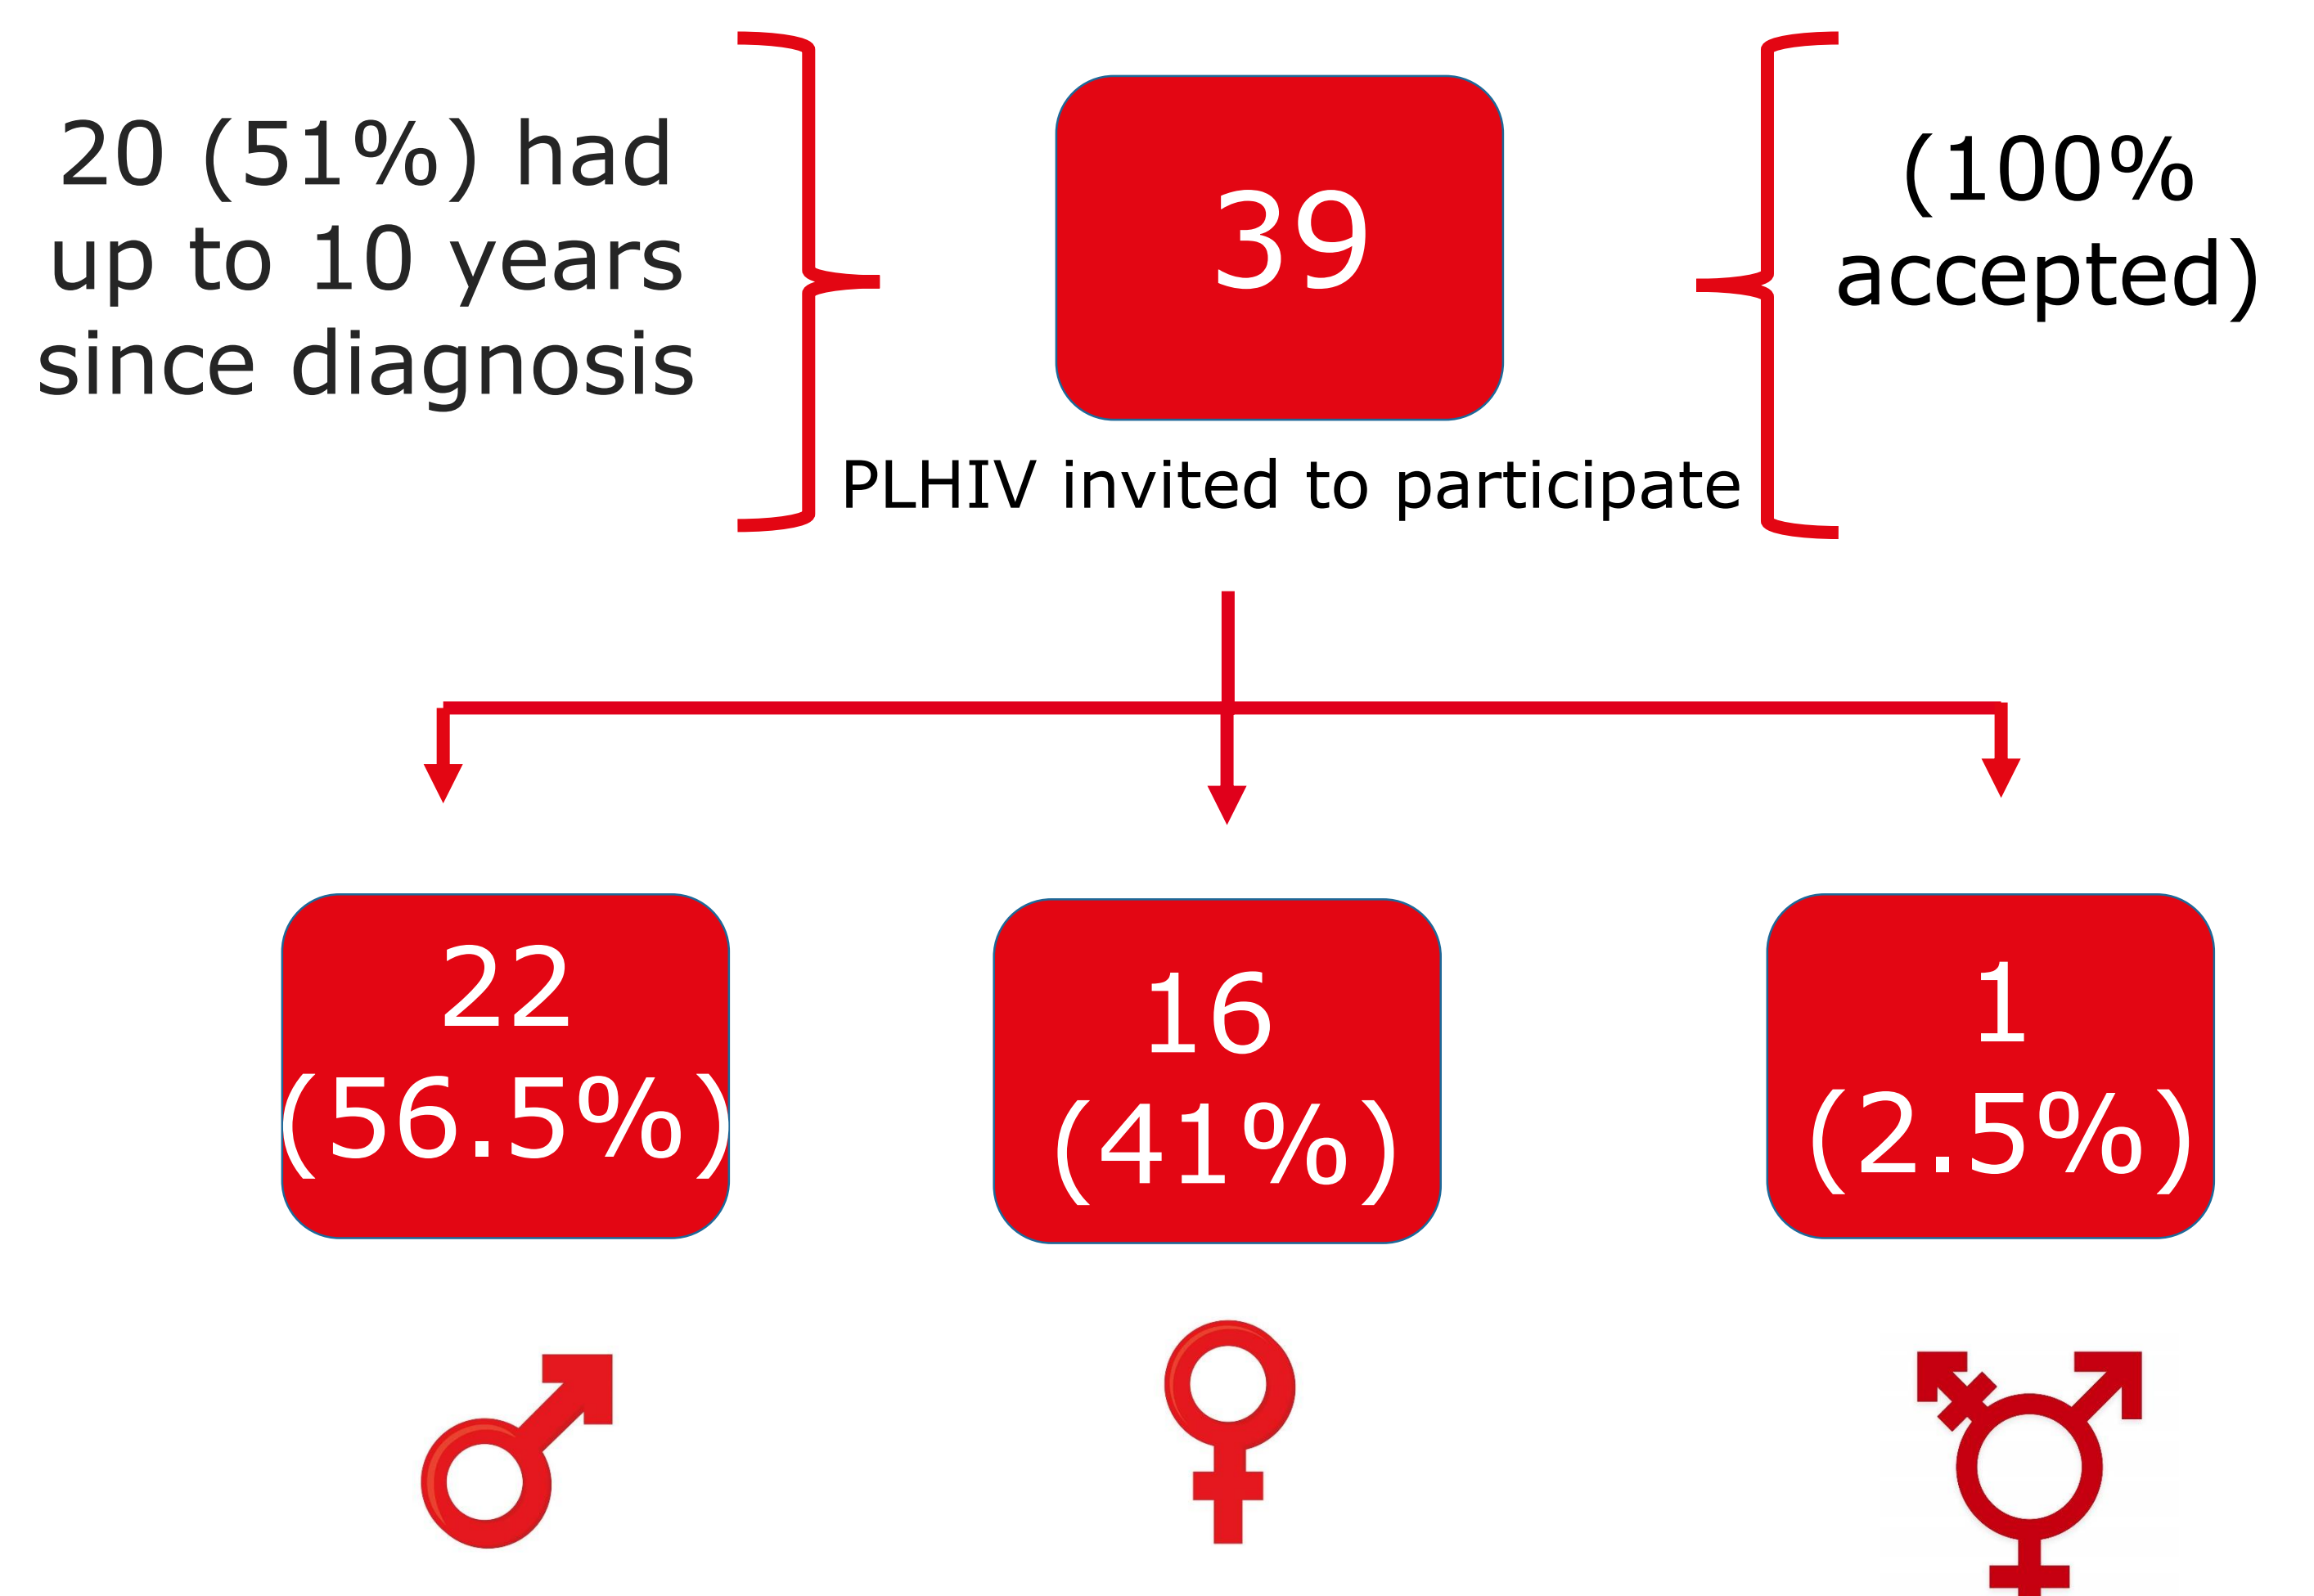 20 (51%) had
up to 10 years
since diagnosis
39
PLHIV invited to participate
(100%
accepted)
22
(56.5%)
16
(41%)
1
(2.5%)